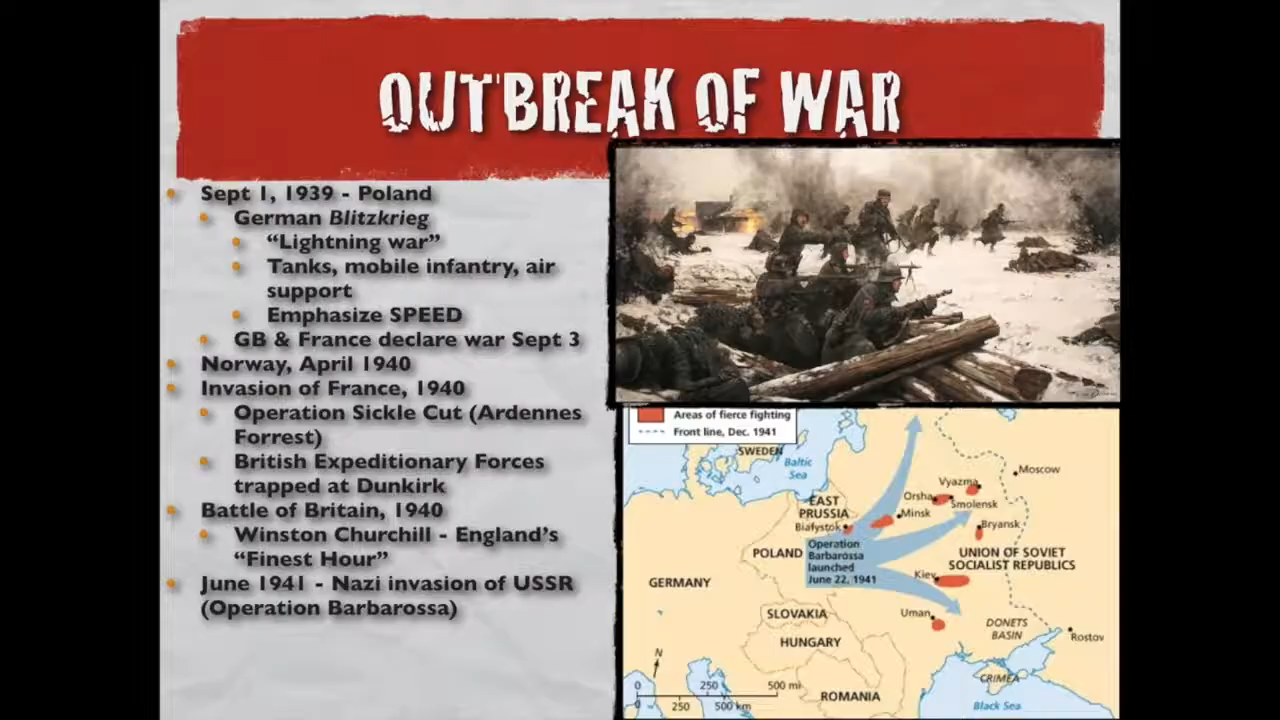 OUTBREAK OF WAR
• Sept 1, 1939 - Poland
• German Blitzkrieg
• “Lightning war”
• Tanks, mobile infantry, air
support
• Emphasize SPEED
• GB & France declare war Sept 3
• Norway, April 1940
• Invasion of France, 1940
• Operation Sickle Cut (Ardennes
Forrest)
• British Expeditionary Forces
trapped at Dunkirk
• Battle of Britain, 1940
• Winston Churchill - England’s
“Finest Hour”
• June 1941 - Nazi invasion of USSR
(Operation Barbarossa)
Areas of fierce fighting
Front line, Dec. 1941
SWEDEN
Baltic
Sea
Moscow
Vyazma
Orsha
Smolensk
EAST
PRUSSIA
Minsk
Białystok
Bryansk
POLAND
Operation
Barbarossa
launched
June 22, 1941
UNION OF SOVIET
SOCIALIST REPUBLICS
GERMANY
Kiev
SLOVAKIA
Uman
DONETS
BASIN
HUNGARY
Rostov
N
CRIMEA
0 250 500 mi
0 250 500 km
ROMANIA
Black Sea